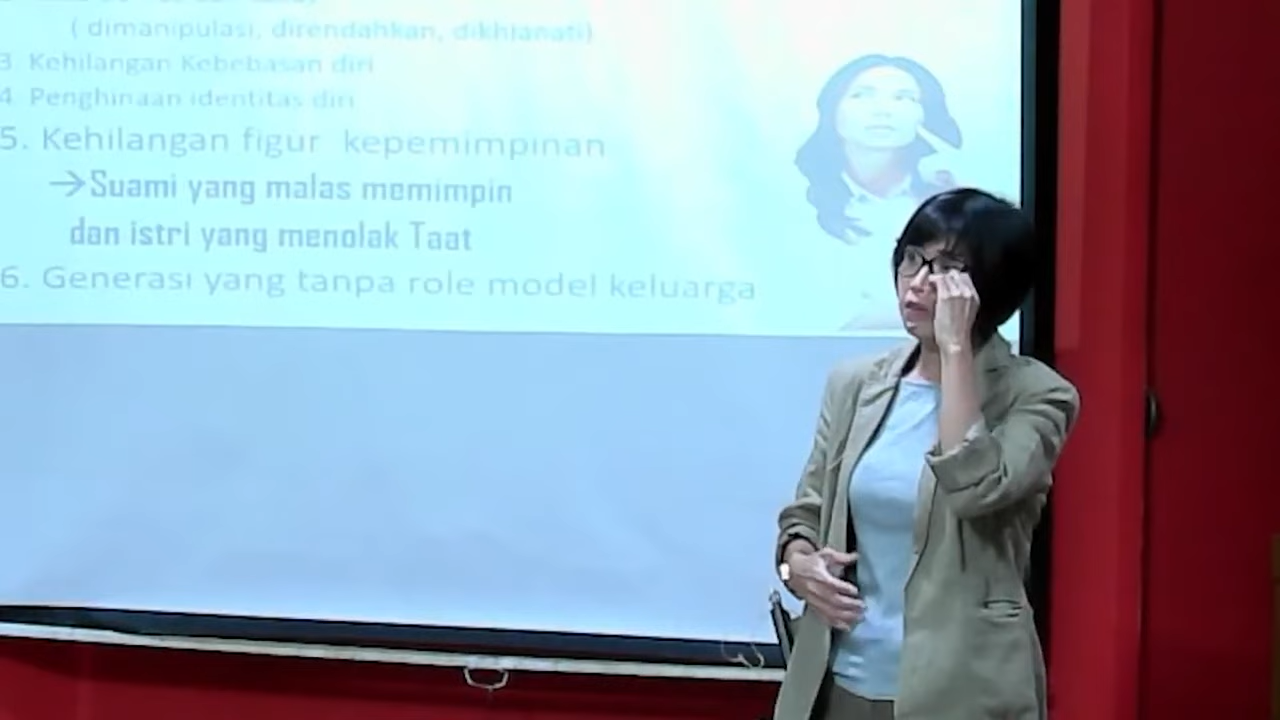 ( dimanipulasi, direndahkan, dikhianati)
3. Kehilangan Kebebasan diri
4. Penghinaan identitas diri
5. Kehilangan figur kepemimpinan
→Suami yang malas memimpin
dan istri yang menolak Taat
6. Generasi yang tanpa role model keluarga